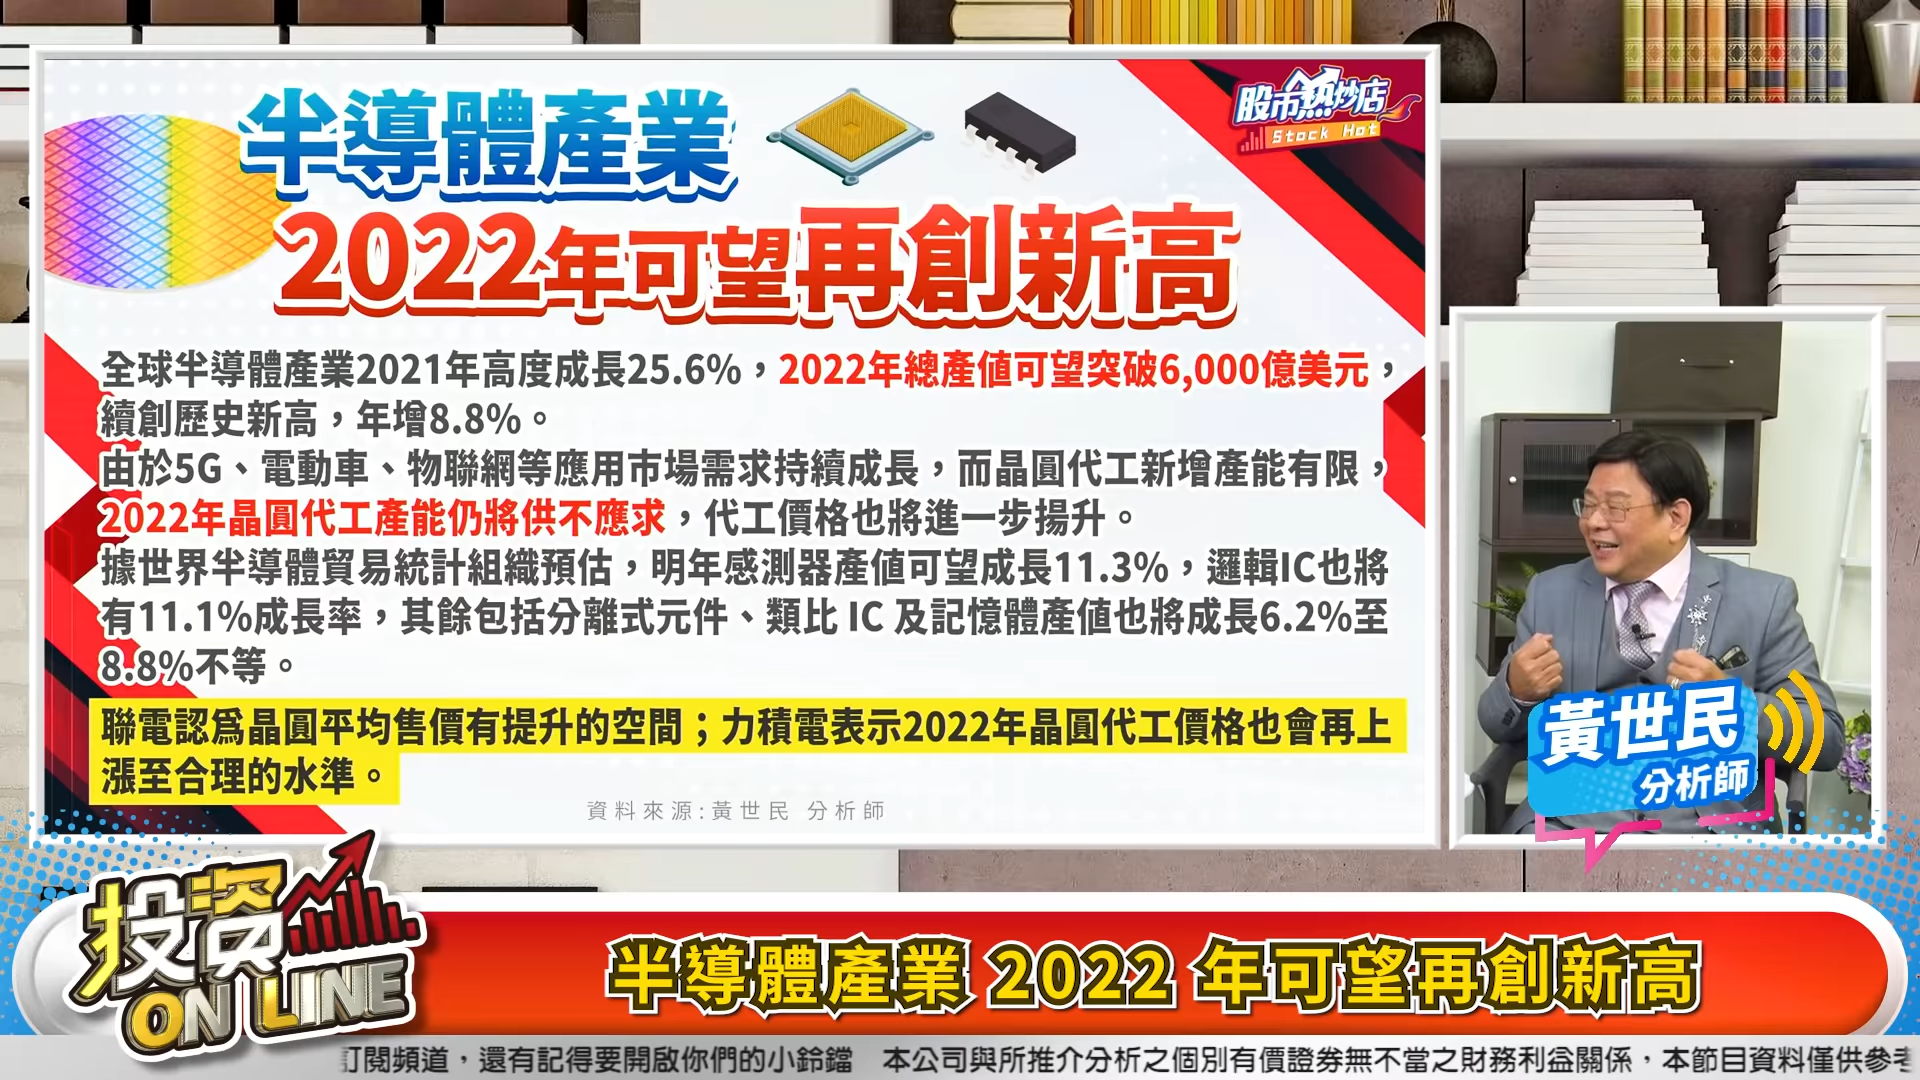 半導體產業
股市熱炒店
Stock Hot
2022年可望再創新高
全球半導體產業2021年高度成長25.6%，2022年總產值可望突破6,000億美元，
續創歷史新高，年增8.8%。
由於5G、電動車、物聯網等應用市場需求持續成長，而晶圓代工新增產能有限，
2022年晶圓代工產能仍將供不應求，代工價格也將進一步揚升。
據世界半導體貿易統計組織預估，明年感測器產值可望成長11.3%，邏輯IC也將
有11.1%成長率，其餘包括分離式元件、類比 IC 及記憶體產值也將成長6.2%至
8.8%不等。
聯電認為晶圓平均售價有提升的空間；力積電表示2022年晶圓代工價格也會再上
漲至合理的水準。
資料來源:黃世民 分析師
黃世民
分析師
投資
ON LINE
半導體產業 2022 年可望再創新高
訂閱頻道，還有記得要開啟你們的小鈴鐺 本公司與所推介分析之個別有價證券無不當之財務利益關係，本節目資料僅供參考